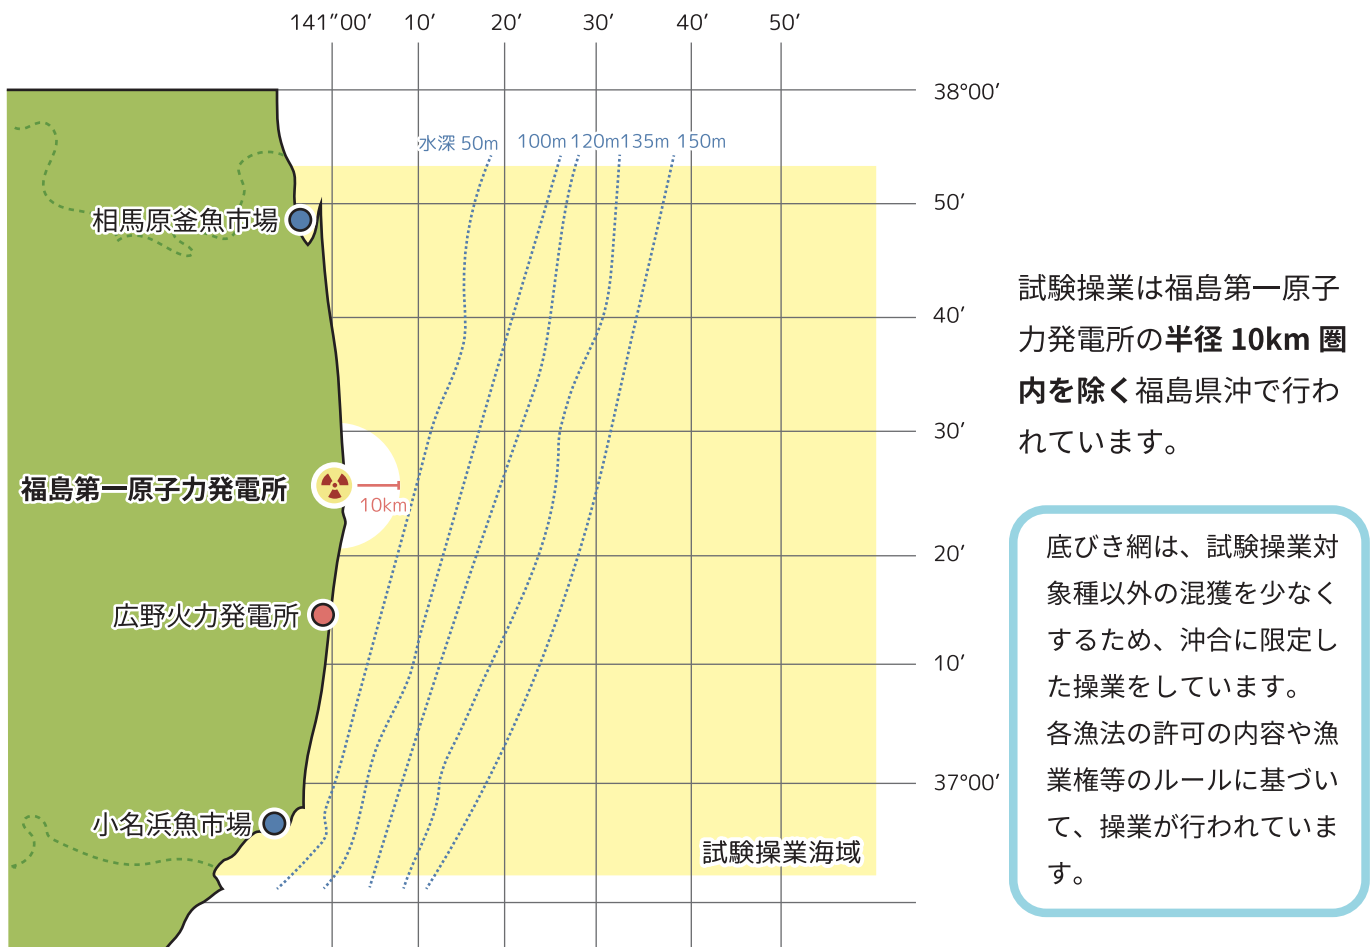 141″00′ 10′ 20′ 30′ 40′ 50′
38°00′
水深 50m 100m 120m 135m 150m
50′
相馬原釜魚市場
40′
30′
福島第一原子力発電所
10km
20′
広野火力発電所
10′
37°00′
小名浜魚市場
試験操業海域
試験操業は福島第一原子
力発電所の半径 10km 圏
内を除く福島県沖で行わ
れています。
底びき網は、試験操業対
象種以外の混獲を少なく
するため、沖合に限定し
た操業をしています。
各漁法の許可の内容や漁
業権等のルールに基づい
て、操業が行われていま
す。